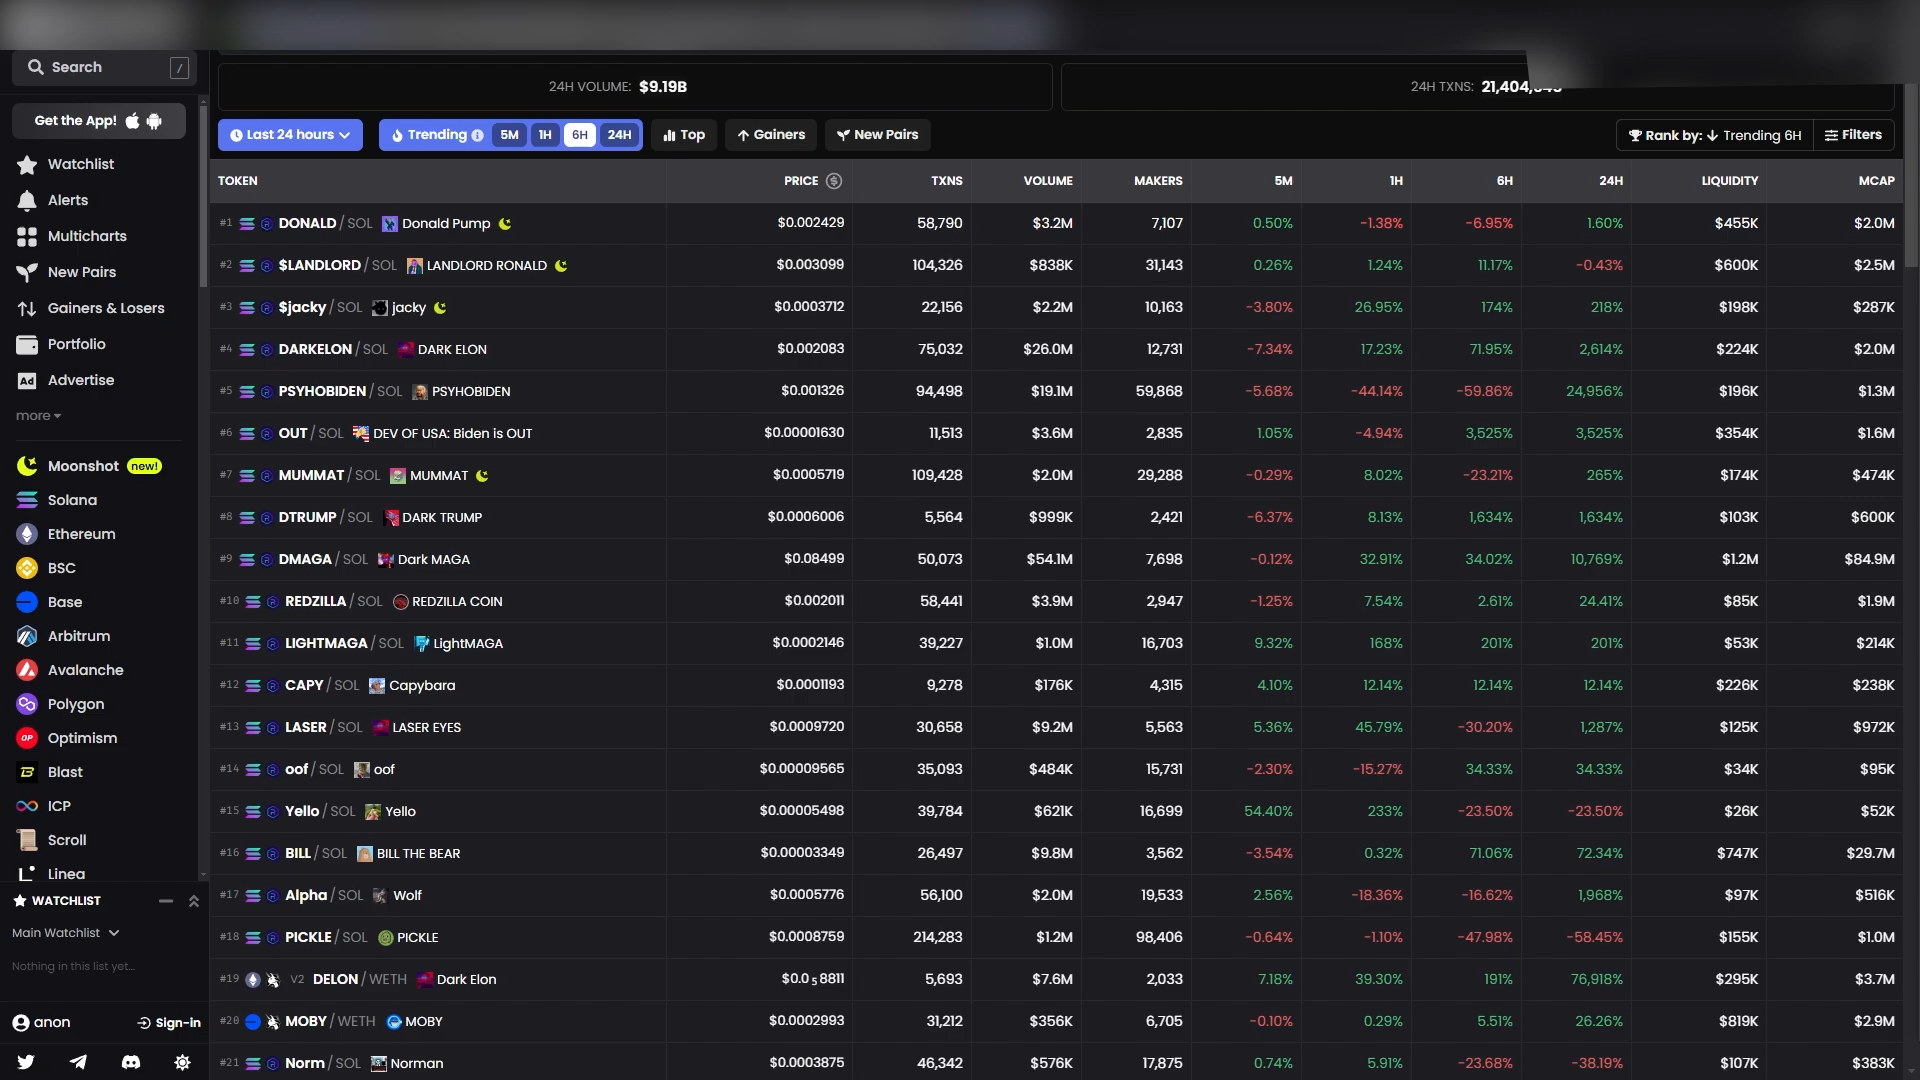 Search /
24H VOLUME: $9.19B
24H TXNS:
Get the App!
Last 24 hours Trending 5M 1H 6H 24H Top Gainers New Pairs Rank by: Trending 6H Filters
Watchlist
Alerts
Multicharts
New Pairs
Gainers & Losers
Portfolio
Ad Advertise
more
Moonshot new!
Solana
Ethereum
BSC
Base
Arbitrum
Avalanche
Polygon
OP Optimism
Blast
ICP
Scroll
Linea
WATCHLIST
Main Watchlist
Nothing in this list yet...
anon Sign-in
TOKEN PRICE TXNS VOLUME MAKERS 5M 1H 6H 24H LIQUIDITY MCAP
#1 DONALD / SOL Donald Pump $0.002429 58,790 $3.2M 7,107 0.50% -1.38% -6.95% 1.60% $455K $2.0M
#2 $LANDLORD / SOL LANDLORD RONALD $0.003099 104,326 $838K 31,143 0.26% 1.24% 11.17% -0.43% $600K $2.5M
#3 $jacky / SOL jacky $0.0003712 22,156 $2.2M 10,163 -3.80% 26.95% 174% 218% $198K $287K
#4 DARKELON / SOL DARK ELON $0.002083 75,032 $26.0M 12,731 -7.34% 17.23% 71.95% 2,614% $224K $2.0M
#5 PSYHOBIDEN / SOL PSYHOBIDEN $0.001326 94,498 $19.1M 59,868 -5.68% -44.14% -59.86% 24,956% $196K $1.3M
#6 OUT / SOL DEV OF USA: Biden is OUT $0.00001630 11,513 $3.6M 2,835 1.05% -4.94% 3,525% 3,525% $354K $1.6M
#7 MUMMAT / SOL MUMMAT $0.0005719 109,428 $2.0M 29,288 -0.29% 8.02% -23.21% 265% $174K $474K
#8 DTRUMP / SOL DARK TRUMP $0.0006006 5,564 $999K 2,421 -6.37% 8.13% 1,634% 1,634% $103K $600K
#9 DMAGA / SOL Dark MAGA $0.08499 50,073 $54.1M 7,698 -0.12% 32.91% 34.02% 10,769% $1.2M $84.9M
#10 REDZILLA / SOL REDZILLA COIN $0.002011 58,441 $3.9M 2,947 -1.25% 7.54% 2.61% 24.41% $85K $1.9M
#11 LIGHTMAGA / SOL LightMAGA $0.0002146 39,227 $1.0M 16,703 9.32% 168% 201% 201% $53K $214K
#12 CAPY / SOL Capybara $0.0001193 9,278 $176K 4,315 4.10% 12.14% 12.14% 12.14% $226K $238K
#13 LASER / SOL LASER EYES $0.0009720 30,658 $9.2M 5,563 5.36% 45.79% -30.20% 1,287% $125K $972K
#14 oof / SOL oof $0.00009565 35,093 $484K 15,731 -2.30% -15.27% 34.33% 34.33% $34K $95K
#15 Yello / SOL Yello $0.00005498 39,784 $621K 16,699 54.40% 233% -23.50% -23.50% $26K $52K
#16 BILL / SOL BILL THE BEAR $0.00003349 26,497 $9.8M 3,562 -3.54% 0.32% 71.06% 72.34% $747K $29.7M
#17 Alpha / SOL Wolf $0.0005776 56,100 $2.0M 19,533 2.56% -18.36% -16.62% 1,968% $97K $516K
#18 PICKLE / SOL PICKLE $0.0008759 214,283 $1.2M 98,406 -0.64% -1.10% -47.98% -58.45% $155K $1.0M
#19 V2 DELON / WETH Dark Elon $0.0₅8811 5,693 $7.6M 2,033 7.18% 39.30% 191% 76,918% $295K $3.7M
#20 MOBY / WETH MOBY $0.0002993 31,212 $356K 6,705 -0.10% 0.29% 5.51% 26.26% $819K $2.9M
#21 Norm / SOL Norman $0.0003875 46,342 $576K 17,875 0.74% 5.91% -23.68% -38.19% $107K $383K